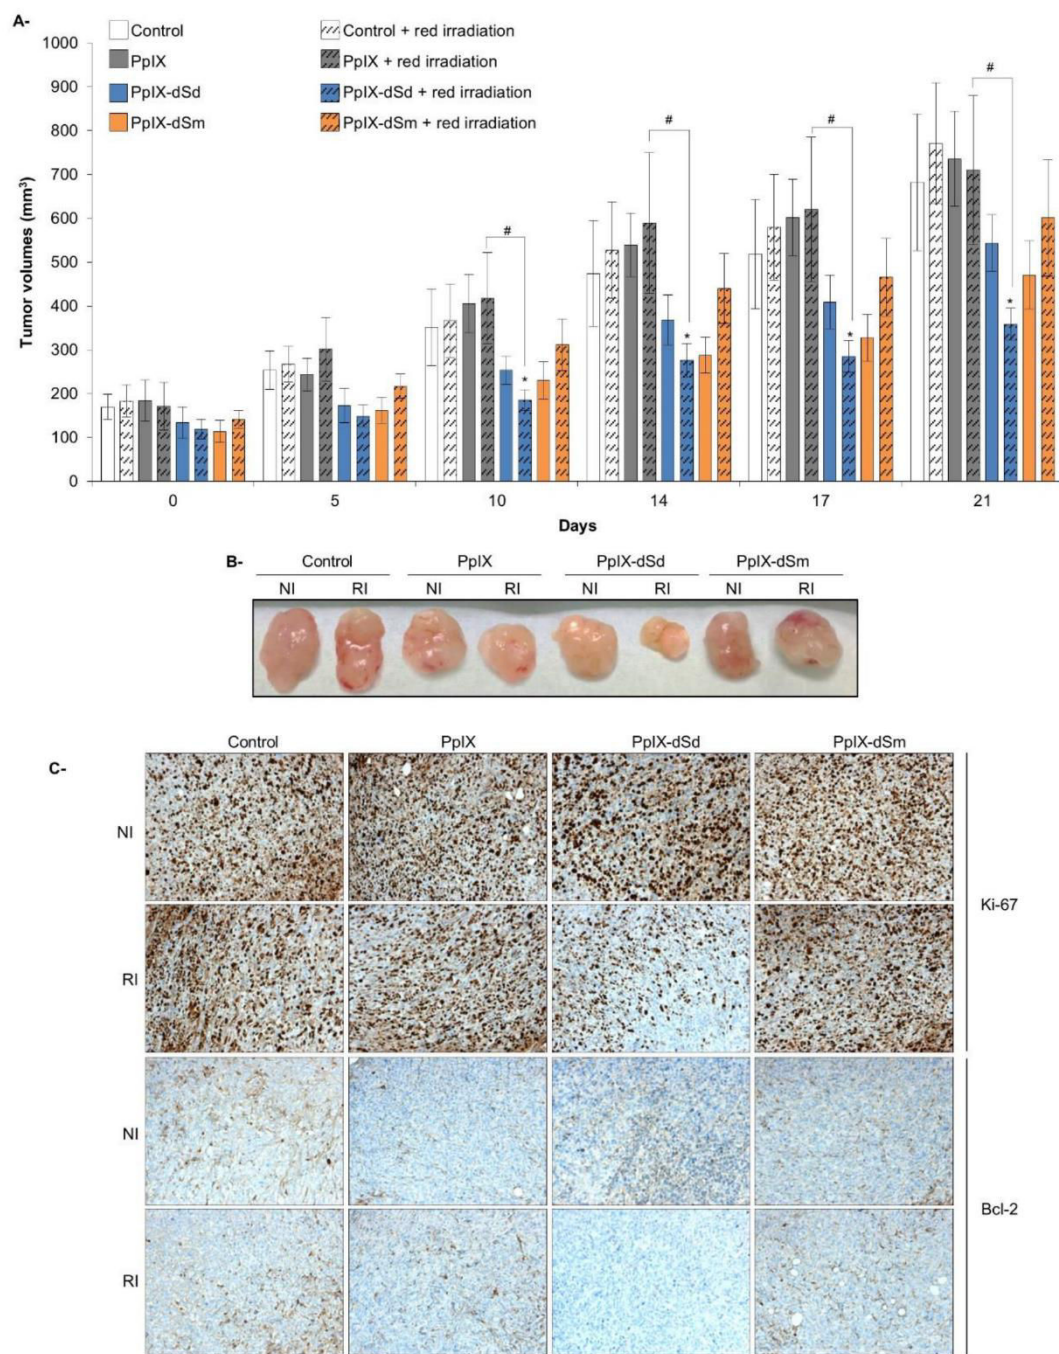 A-
Control
Control + red irradiation
PpIX
PpIX + red irradiation
PpIX-dSd
PpIX-dSd + red irradiation
PpIX-dSm
PpIX-dSm + red irradiation
Tumor volumes (mm³)
1000
900
800
700
600
500
400
300
200
100
0
# # # #
* * * *
0 5 10 14 17 21
Days
B-
Control PpIX PpIX-dSd PpIX-dSm
NI RI NI RI NI RI NI RI
C-
Control PpIX PpIX-dSd PpIX-dSm
NI
Ki-67
RI
NI
Bcl-2
RI